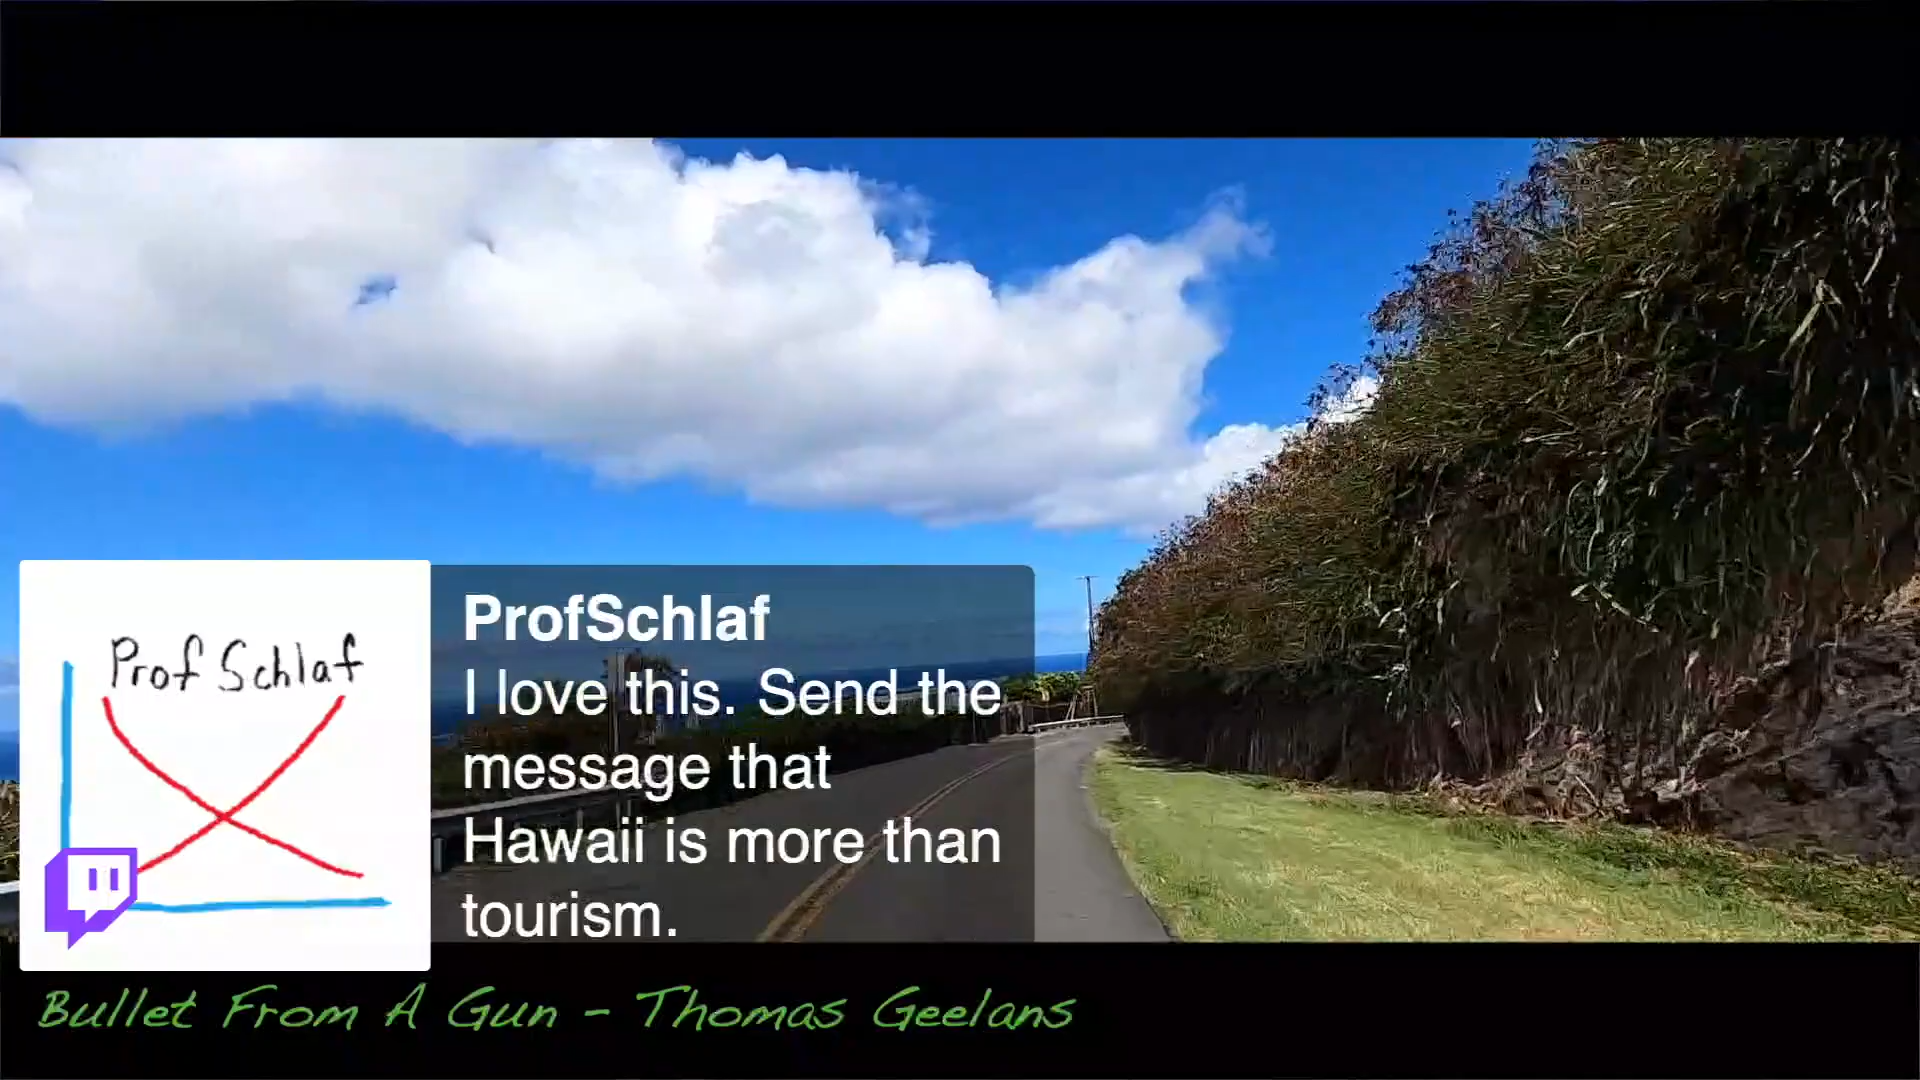 Prof Schlaf
ProfSchlaf
I love this. Send the
message that
Hawaii is more than
tourism.
Bullet From A Gun - Thomas Geelans